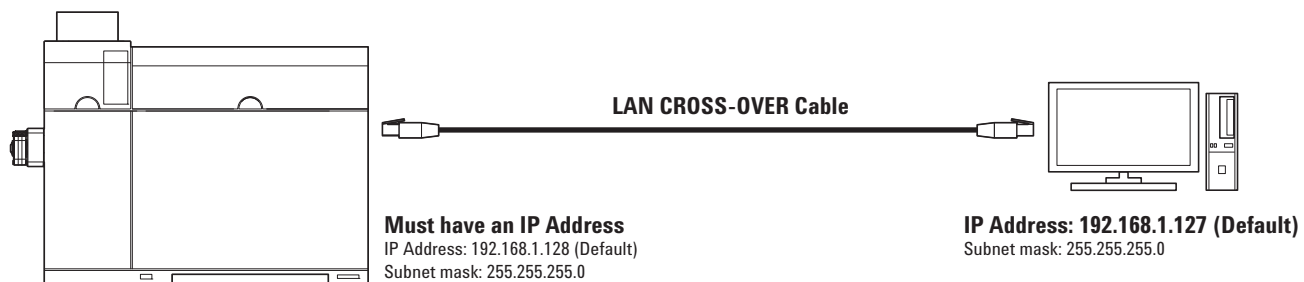 LAN CROSS-OVER Cable
Must have an IP Address
IP Address: 192.168.1.128 (Default)
Subnet mask: 255.255.255.0
IP Address: 192.168.1.127 (Default)
Subnet mask: 255.255.255.0